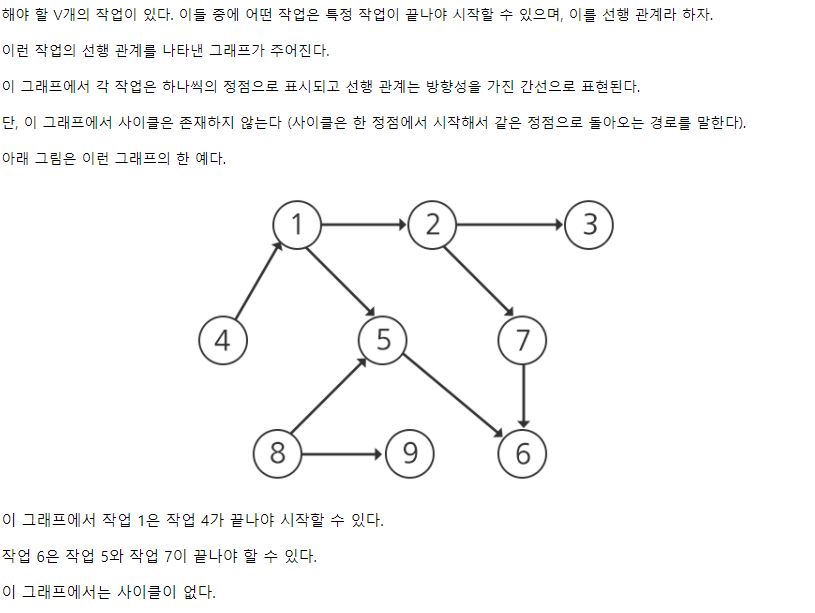 해야 할 V개의 작업이 있다. 이들 중에 어떤 작업은 특정 작업이 끝나야 시작할 수 있으며, 이를 선행 관계라 하자.
이런 작업의 선행 관계를 나타낸 그래프가 주어진다.
이 그래프에서 각 작업은 하나씩의 정점으로 표시되고 선행 관계는 방향성을 가진 간선으로 표현된다.
단, 이 그래프에서 사이클은 존재하지 않는다 (사이클은 한 정점에서 시작해서 같은 정점으로 돌아오는 경로를 말한다).
아래 그림은 이런 그래프의 한 예다.
1 2 3
4 5 7
8 9 6
이 그래프에서 작업 1은 작업 4가 끝나야 시작할 수 있다.
작업 6은 작업 5와 작업 7이 끝나야 할 수 있다.
이 그래프에서는 사이클이 없다.